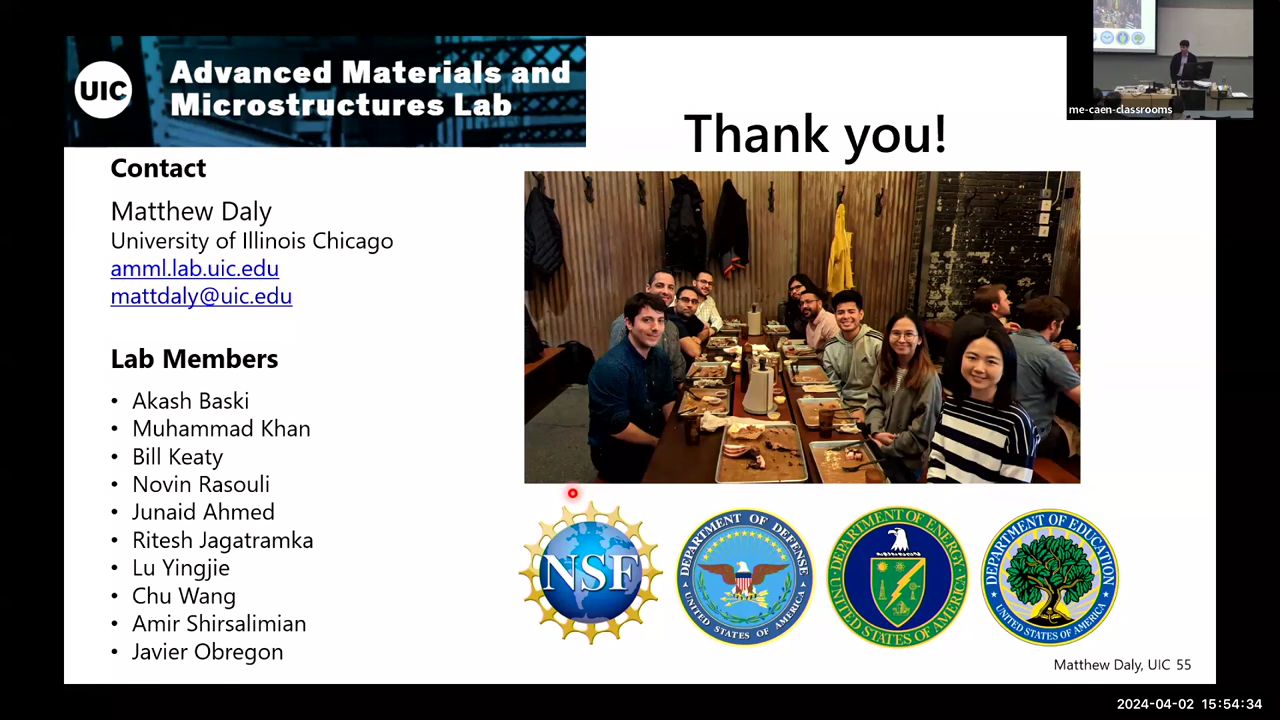 UIC
Advanced Materials and
Microstructures Lab
Thank you!
me-caen-classrooms
Contact
Matthew Daly
University of Illinois Chicago
amml.lab.uic.edu
mattdaly@uic.edu
Lab Members
• Akash Baski
• Muhammad Khan
• Bill Keaty
• Novin Rasouli
• Junaid Ahmed
• Ritesh Jagatramka
• Lu Yingjie
• Chu Wang
• Amir Shirsalimian
• Javier Obregon
NSF
DEPARTMENT OF DEFENSE
UNITED STATES OF AMERICA
DEPARTMENT OF ENERGY
UNITED STATES OF AMERICA
DEPARTMENT OF EDUCATION
UNITED STATES OF AMERICA
Matthew Daly, UIC 55
2024-04-02 15:54:34